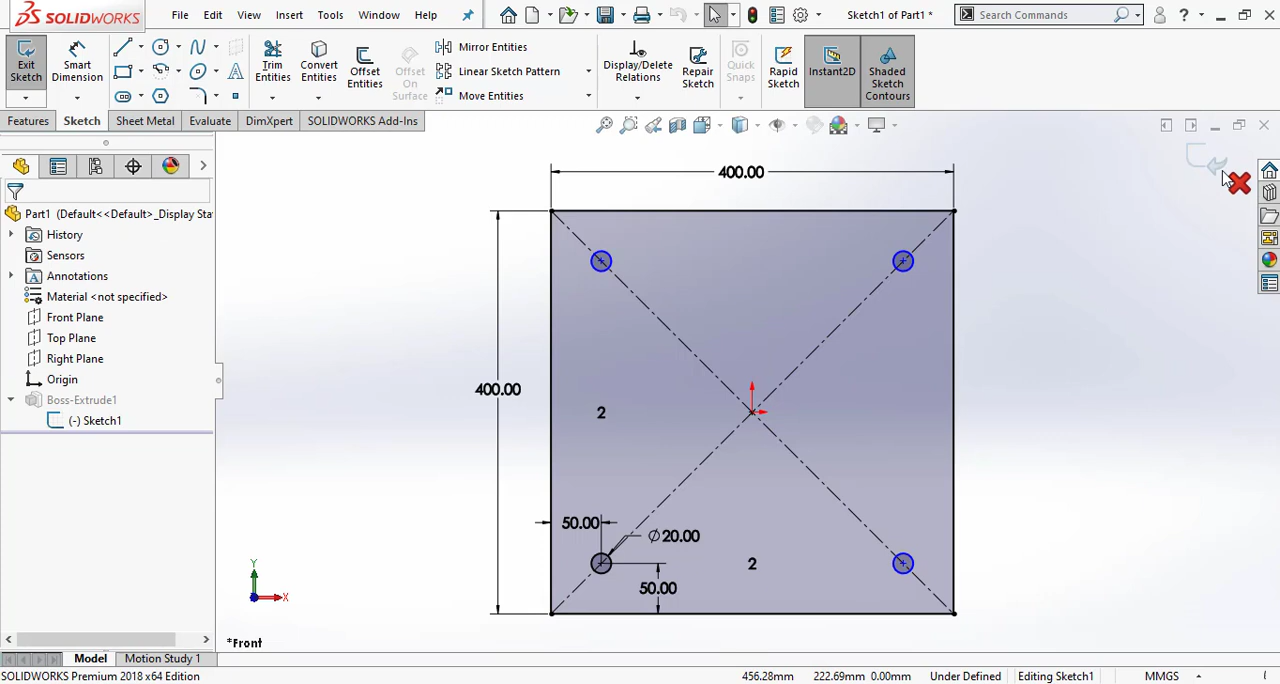 SOLIDWORKS File Edit View Insert Tools Window Help Sketch1 of Part1 * Search Commands ?
Exit Sketch
Smart Dimension
Trim Entities
Convert Entities
Offset Entities
Offset On Surface
Mirror Entities
Linear Sketch Pattern
Move Entities
Display/Delete Relations
Repair Sketch
Quick Snaps
Rapid Sketch
Instant2D
Shaded Sketch Contours
Features Sketch Sheet Metal Evaluate DimXpert SOLIDWORKS Add-Ins
Part1 (Default<<Default>_Display Sta
History
Sensors
Annotations
Material <not specified>
Front Plane
Top Plane
Right Plane
Origin
Boss-Extrude1
(-) Sketch1
400.00
400.00
2
50.00
∅20.00
2
50.00
Y
X
*Front
Model Motion Study 1
SOLIDWORKS Premium 2018 x64 Edition 456.28mm 222.69mm 0.00mm Under Defined Editing Sketch1 MMGS